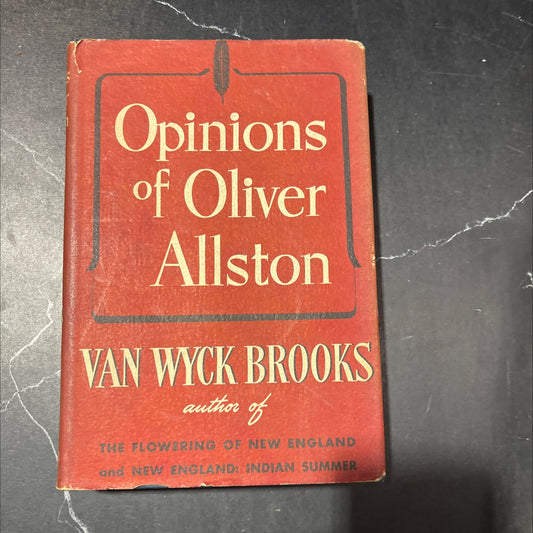 Opinions
of Oliver
Allston
VAN WYCK BROOKS
author of
THE FLOWERING OF NEW ENGLAND
and NEW ENGLAND: INDIAN SUMMER